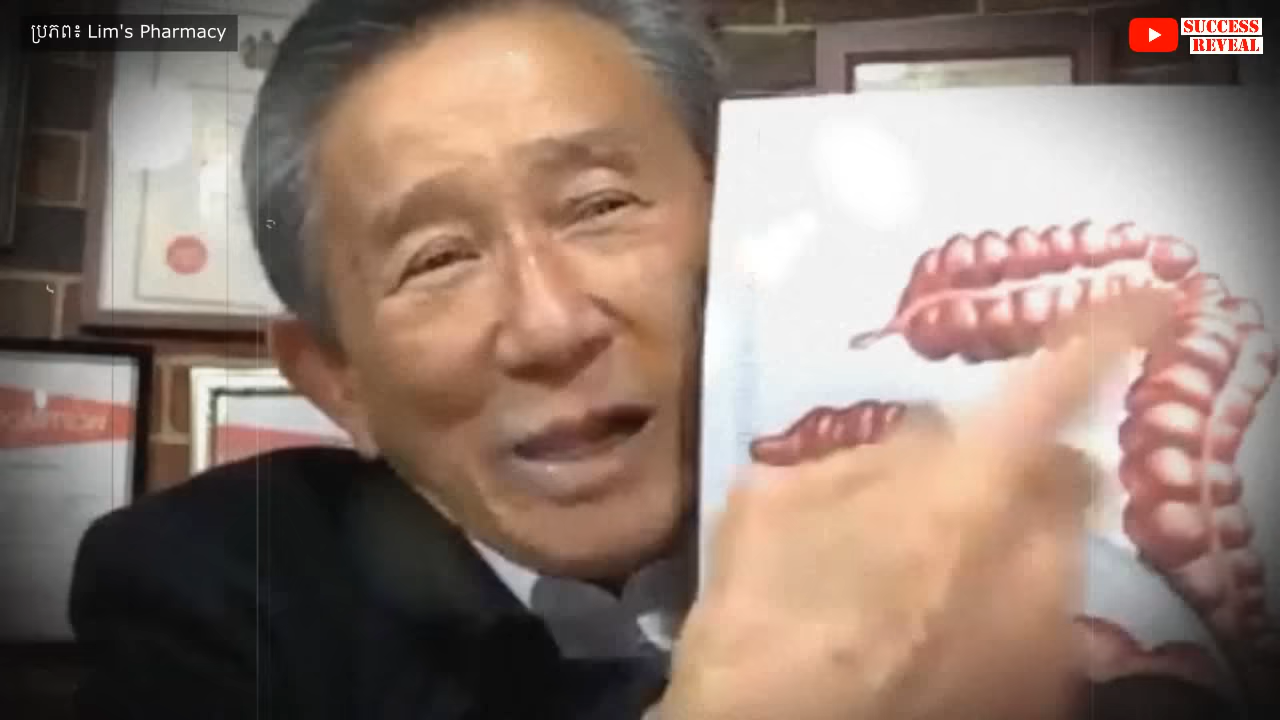 ប្រភព៖ Lim's Pharmacy
SUCCESS
REVEAL